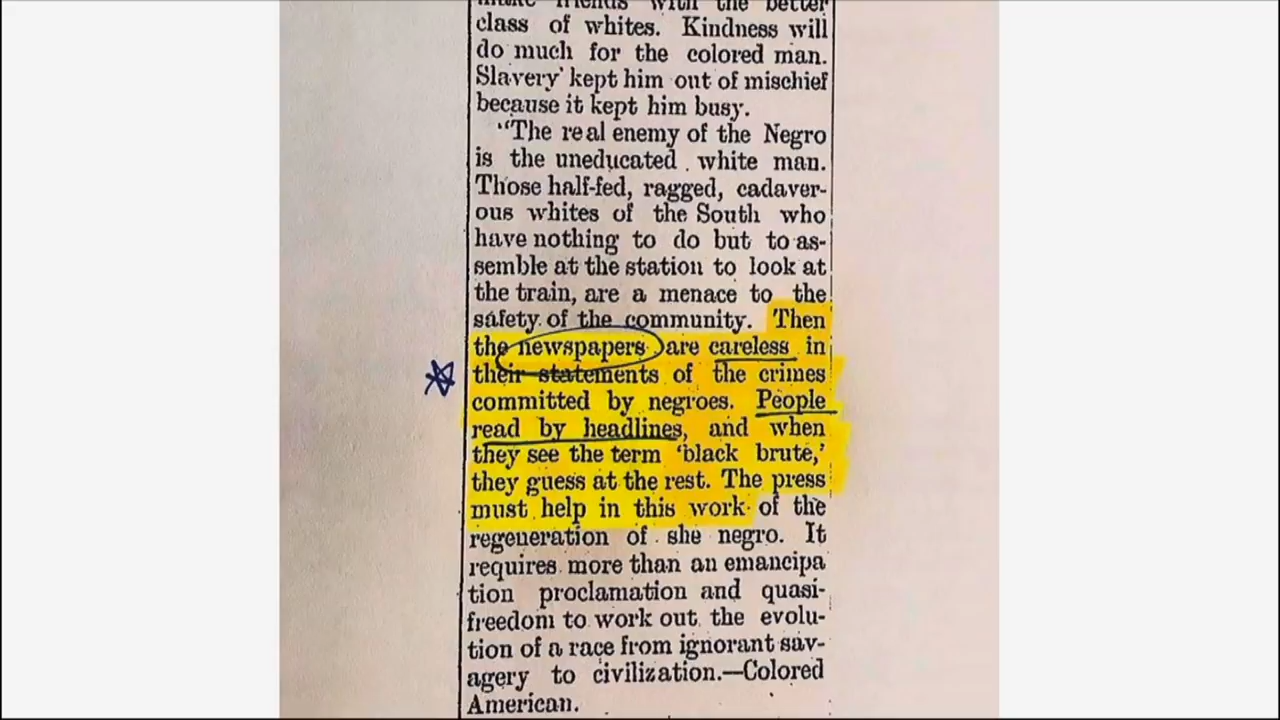 make friends with the better
class of whites. Kindness will
do much for the colored man.
Slavery' kept him out of mischief
because it kept him busy.
"The real enemy of the Negro
is the uneducated white man.
Those half-fed, ragged, cadaver-
ous whites of the South who
have nothing to do but to as-
semble at the station to look at
the train, are a menace to the
safety of the community. Then
the newspapers are careless in
their statements of the crimes
committed by negroes. People
read by headlines, and when
they see the term 'black brute,'
they guess at the rest. The press
must help in this work of the
regeneration of she negro. It
requires more than an emancipa
tion proclamation and quasi-
freedom to work out the evolu-
tion of a race from ignorant sav-
agery to civilization.—Colored
American.